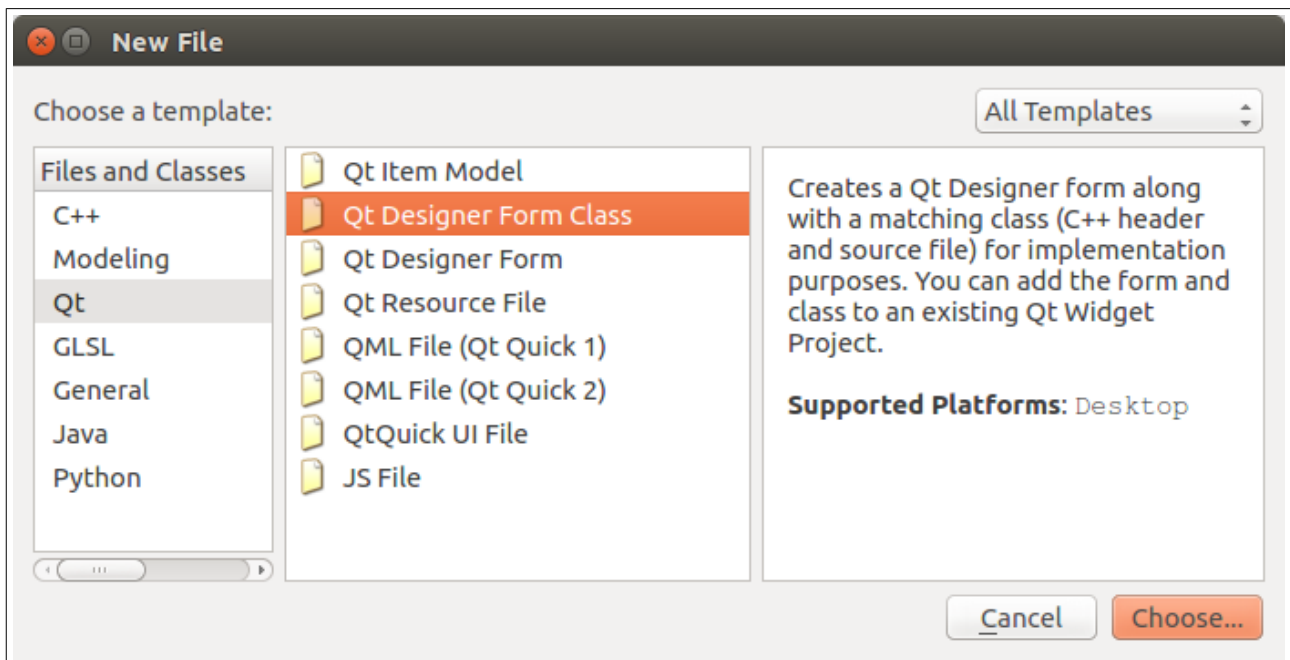 New File
Choose a template:
All Templates
Files and Classes
C++
Modeling
Qt
GLSL
General
Java
Python
Qt Item Model
Qt Designer Form Class
Qt Designer Form
Qt Resource File
QML File (Qt Quick 1)
QML File (Qt Quick 2)
QtQuick UI File
JS File
Creates a Qt Designer form along
with a matching class (C++ header
and source file) for implementation
purposes. You can add the form and
class to an existing Qt Widget
Project.
Supported Platforms: Desktop
Cancel
Choose...